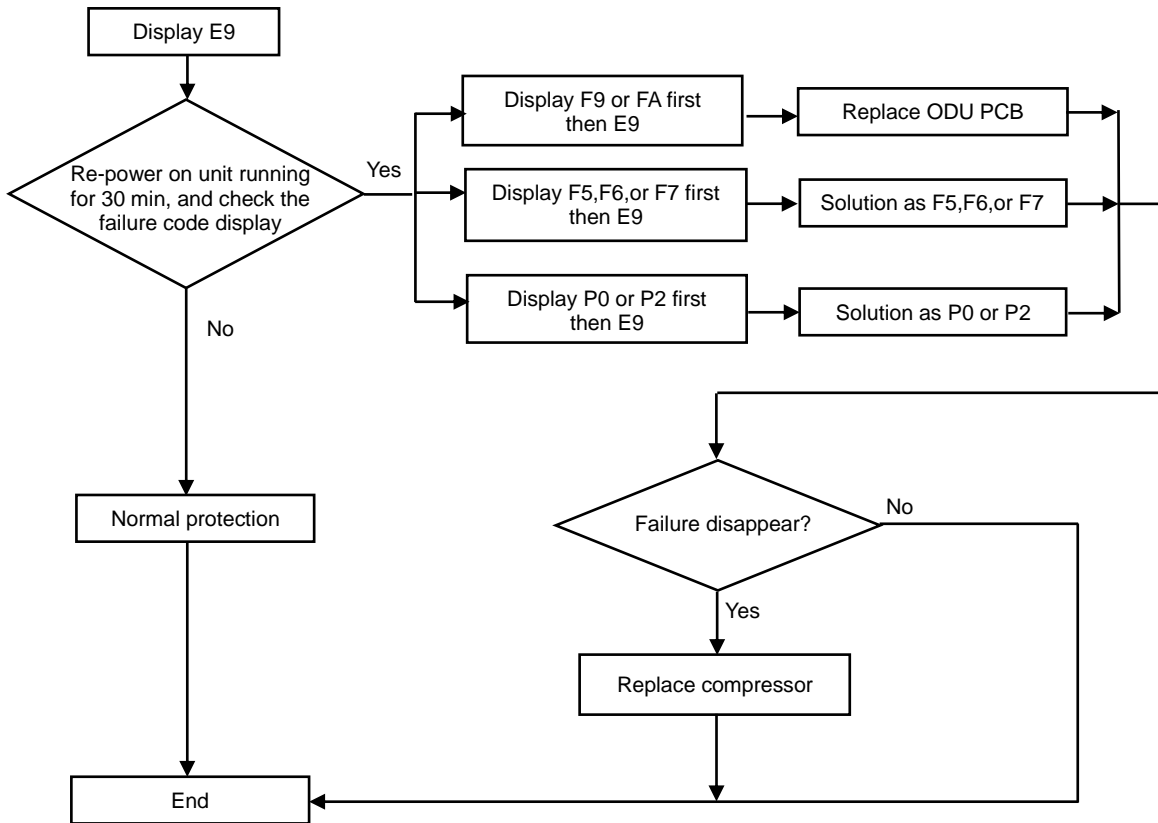 Display E9
Re-power on unit running
for 30 min, and check the
failure code display
Yes
No
Display F9 or FA first
then E9
Replace ODU PCB
Display F5,F6,or F7 first
then E9
Solution as F5,F6,or F7
Display P0 or P2 first
then E9
Solution as P0 or P2
Normal protection
Failure disappear?
No
Yes
Replace compressor
End